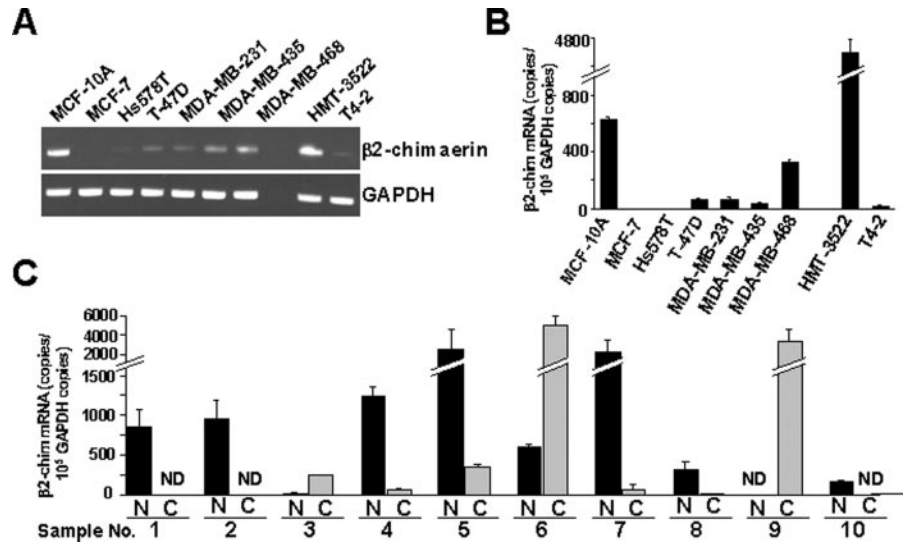 A
MCF-10A
MCF-7
Hs578T
T-47D
MDA-MB-231
MDA-MB-435
MDA-MB-468
HMT-3522
T4-2
β2-chimaerin
GAPDH
B
β2-chim mRNA (copies/
10⁵ GAPDH copies)
4800
800
400
0
MCF-10A
MCF-7
Hs578T
T-47D
MDA-MB-231
MDA-MB-435
MDA-MB-468
HMT-3522
T4-2
C
β2-chim mRNA (copies/
10⁵ GAPDH copies)
6000
4000
2000
1500
1000
500
0
ND ND ND ND
N C N C N C N C N C N C N C N C N C N C
Sample No. 1 2 3 4 5 6 7 8 9 10